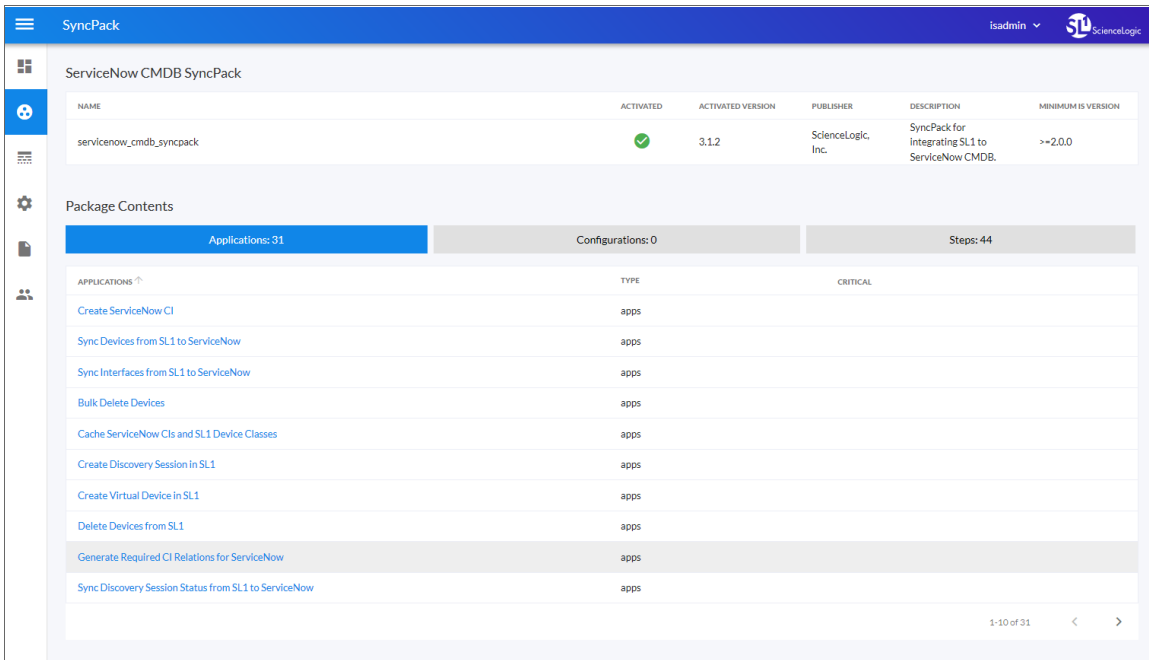 SyncPack
isadmin
SL1 ScienceLogic
ServiceNow CMDB SyncPack
NAME ACTIVATED ACTIVATED VERSION PUBLISHER DESCRIPTION MINIMUM IS VERSION
servicenow_cmdb_syncpack 3.1.2 ScienceLogic, Inc. SyncPack for integrating SL1 to ServiceNow CMDB. >=2.0.0
Package Contents
Applications: 31 Configurations: 0 Steps: 44
APPLICATIONS TYPE CRITICAL
Create ServiceNow CI apps
Sync Devices from SL1 to ServiceNow apps
Sync Interfaces from SL1 to ServiceNow apps
Bulk Delete Devices apps
Cache ServiceNow CIs and SL1 Device Classes apps
Create Discovery Session in SL1 apps
Create Virtual Device in SL1 apps
Delete Devices from SL1 apps
Generate Required CI Relations for ServiceNow apps
Sync Discovery Session Status from SL1 to ServiceNow apps
1-10 of 31